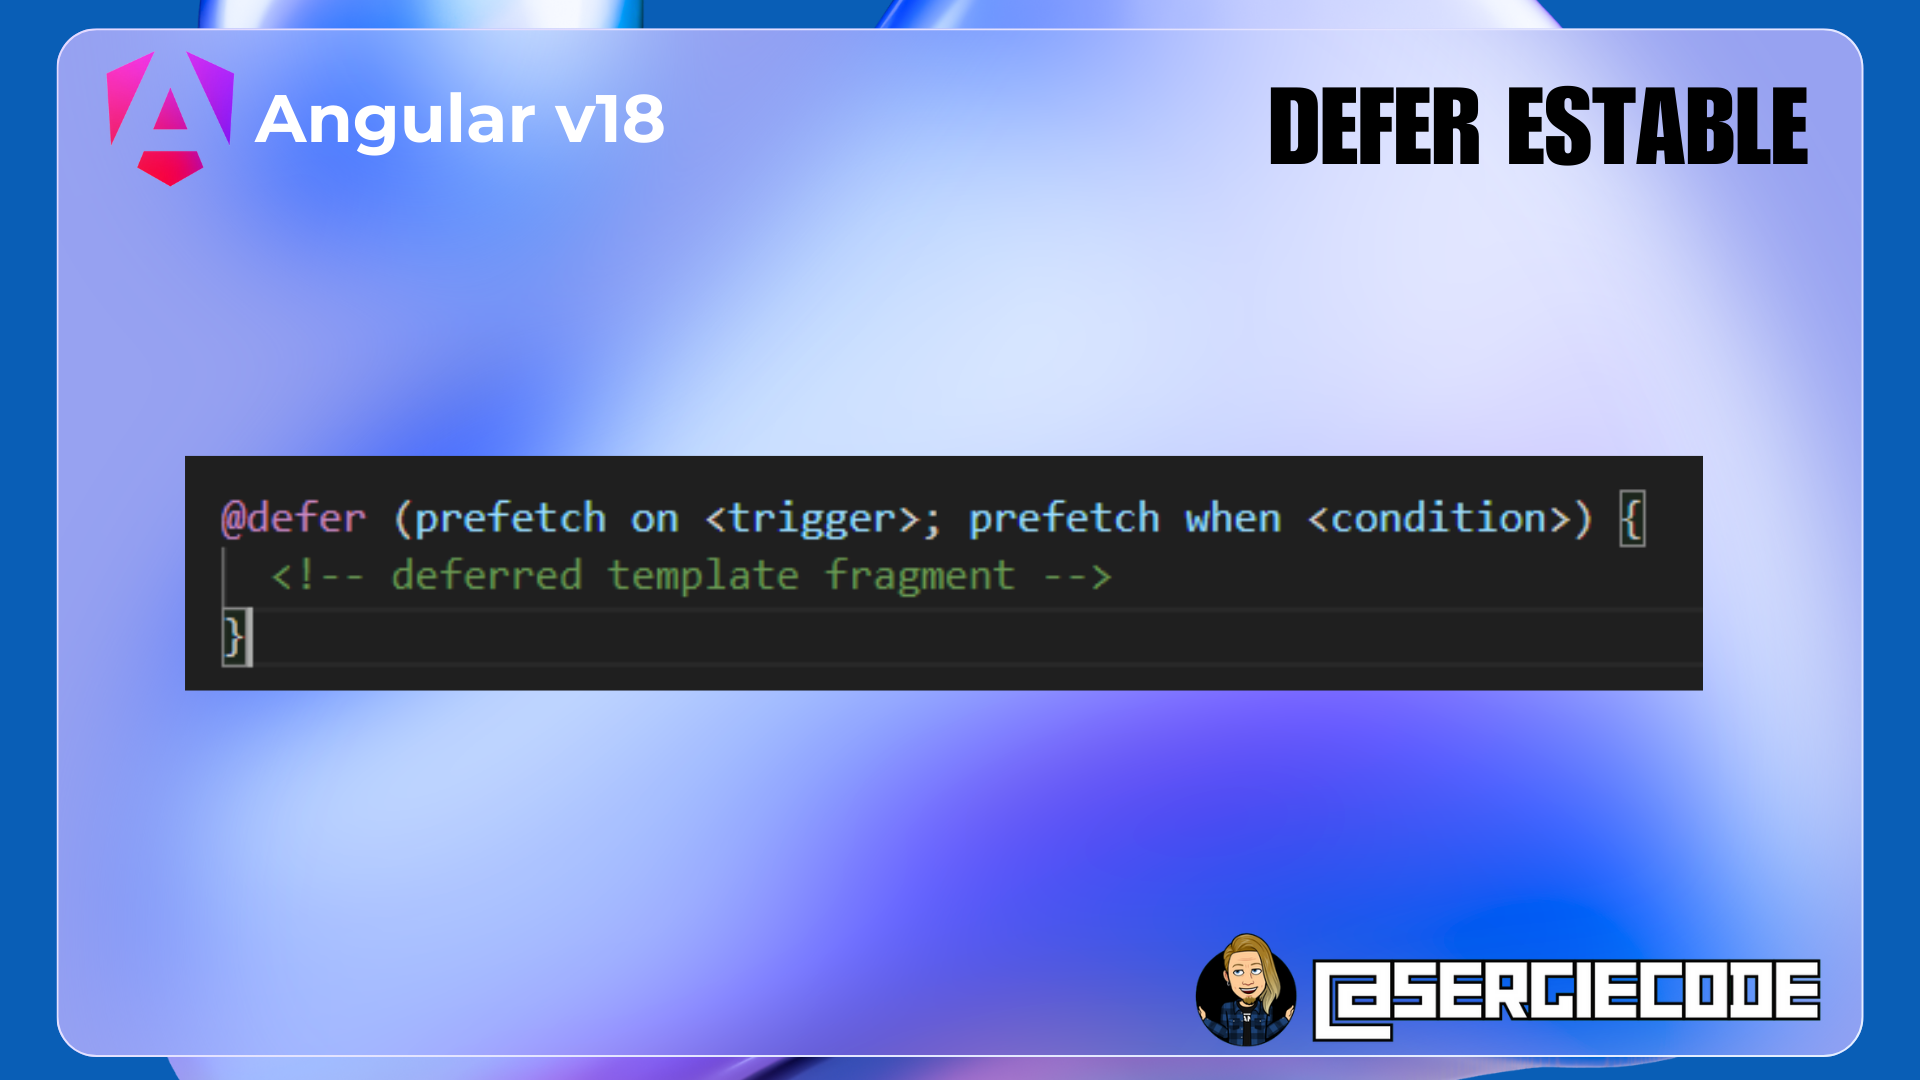 Angular v18
DEFER ESTABLE
@defer (prefetch on <trigger>; prefetch when <condition>) {
<!-- deferred template fragment -->
}
@SERGIECODE